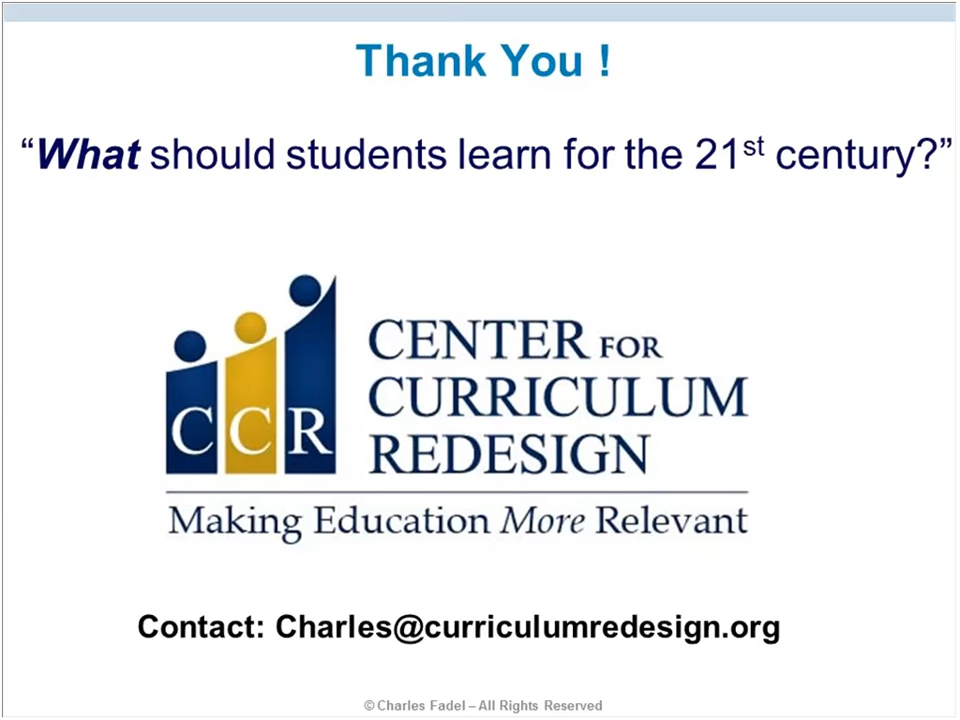 Thank You !
“What should students learn for the 21st century?”
CCR
CENTER FOR
CURRICULUM
REDESIGN
Making Education More Relevant
Contact: Charles@curriculumredesign.org
© Charles Fadel – All Rights Reserved